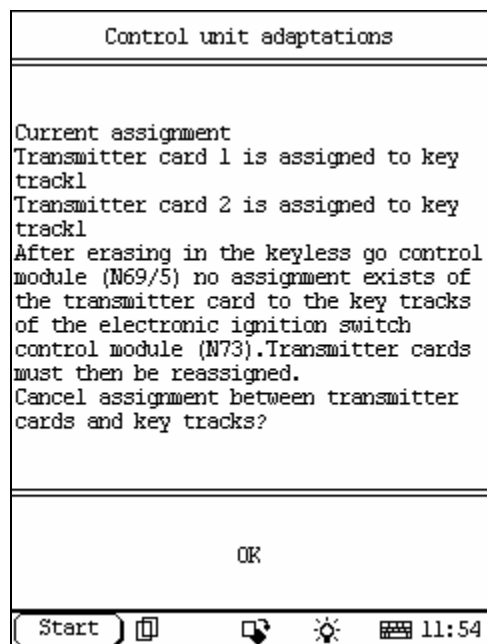 Control unit adaptations
Current assignment
Transmitter card 1 is assigned to key
track1
Transmitter card 2 is assigned to key
track1
After erasing in the keyless go control
module (N69/5) no assignment exists of
the transmitter card to the key tracks
of the electronic ignition switch
control module (N73).Transmitter cards
must then be reassigned.
Cancel assignment between transmitter
cards and key tracks?
OK
Start 11:54